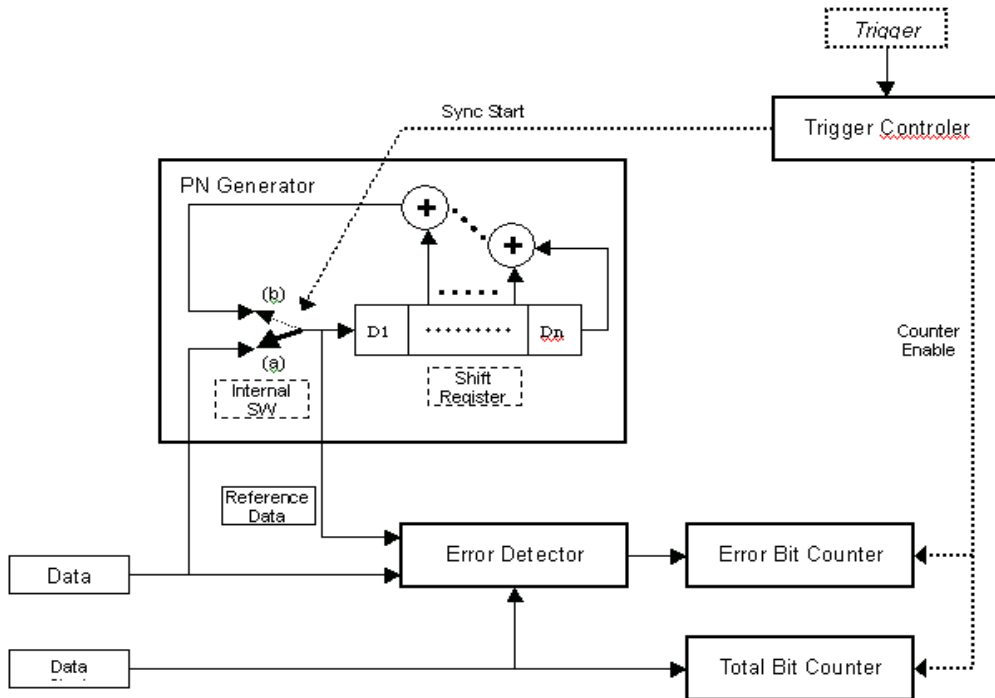 Trigger
Sync Start
Trigger Controler
PN Generator
+
+
(b)
D1
Dn
(a)
Internal
SW
Shift
Register
Counter
Enable
Reference
Data
Error Detector
Error Bit Counter
Data
Data
Total Bit Counter